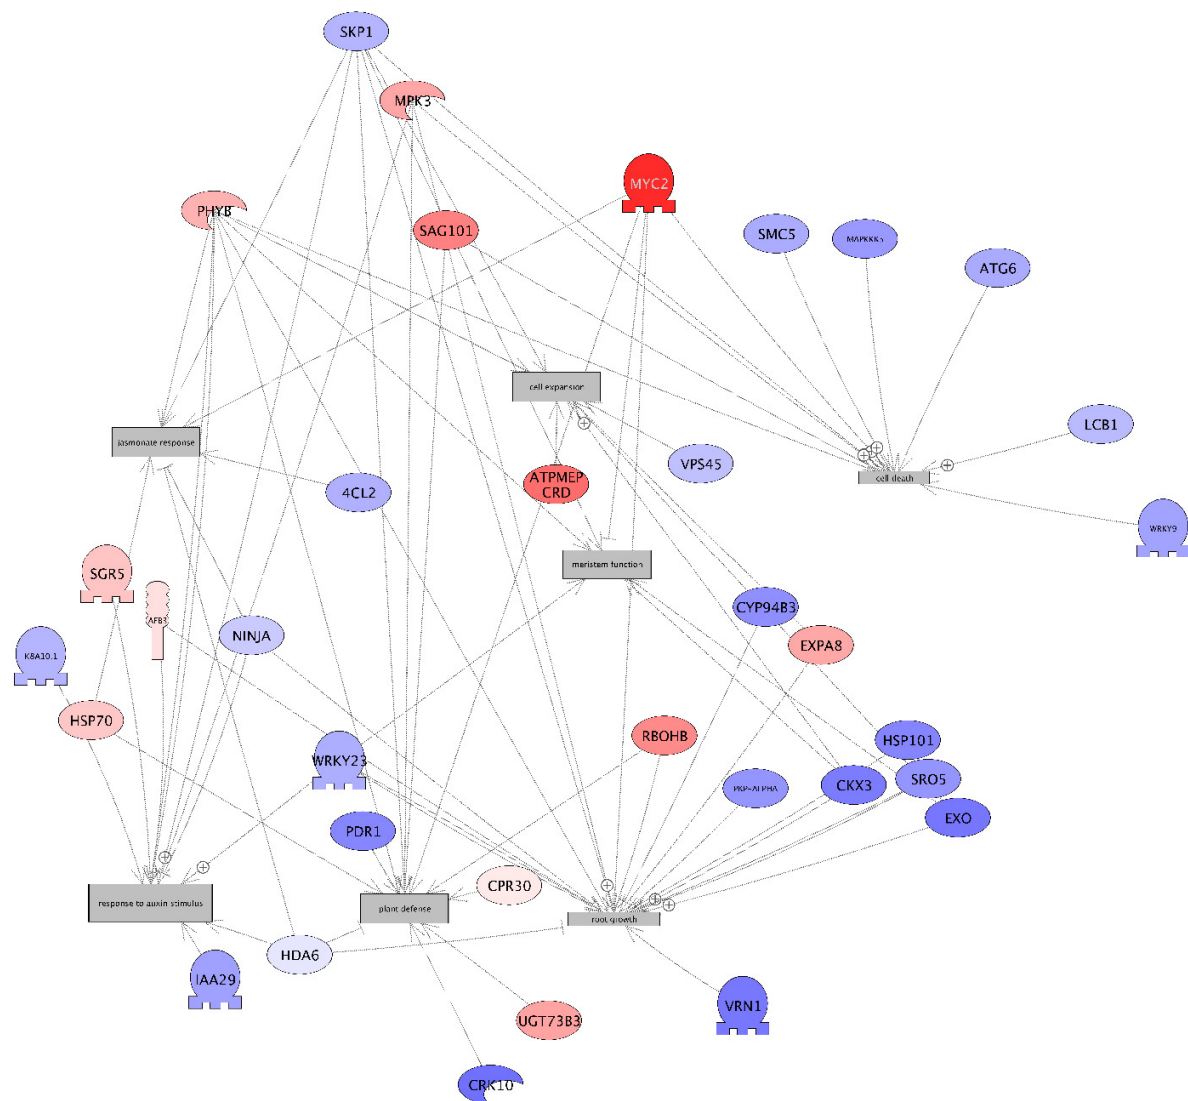 SKP1
MPK3
MYC2
PHYB
SAG101
SMC5
MAPKKK5
ATG6
cell expansion
jasmonate response
LCB1
VPS45
cell death
4CL2
ATPMEP
CRD
WRKY9
meristem function
SGR5
CYP94B3
AFB3
NINJA
EXPA8
K8A10.1
HSP70
RBOHB
HSP101
WRKY23
SRO5
CKX3
PKP-ALPHA
EXO
PDR1
CPR30
response to auxin stimulus
plant defense
root growth
HDA6
IAA29
VRN1
UGT73B3
CRK10